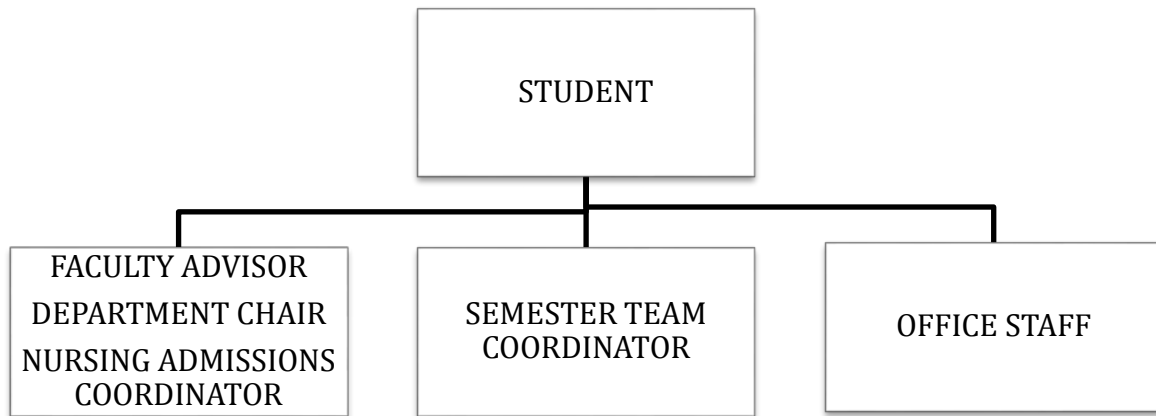 STUDENT
FACULTY ADVISOR
DEPARTMENT CHAIR
NURSING ADMISSIONS
COORDINATOR
SEMESTER TEAM
COORDINATOR
OFFICE STAFF